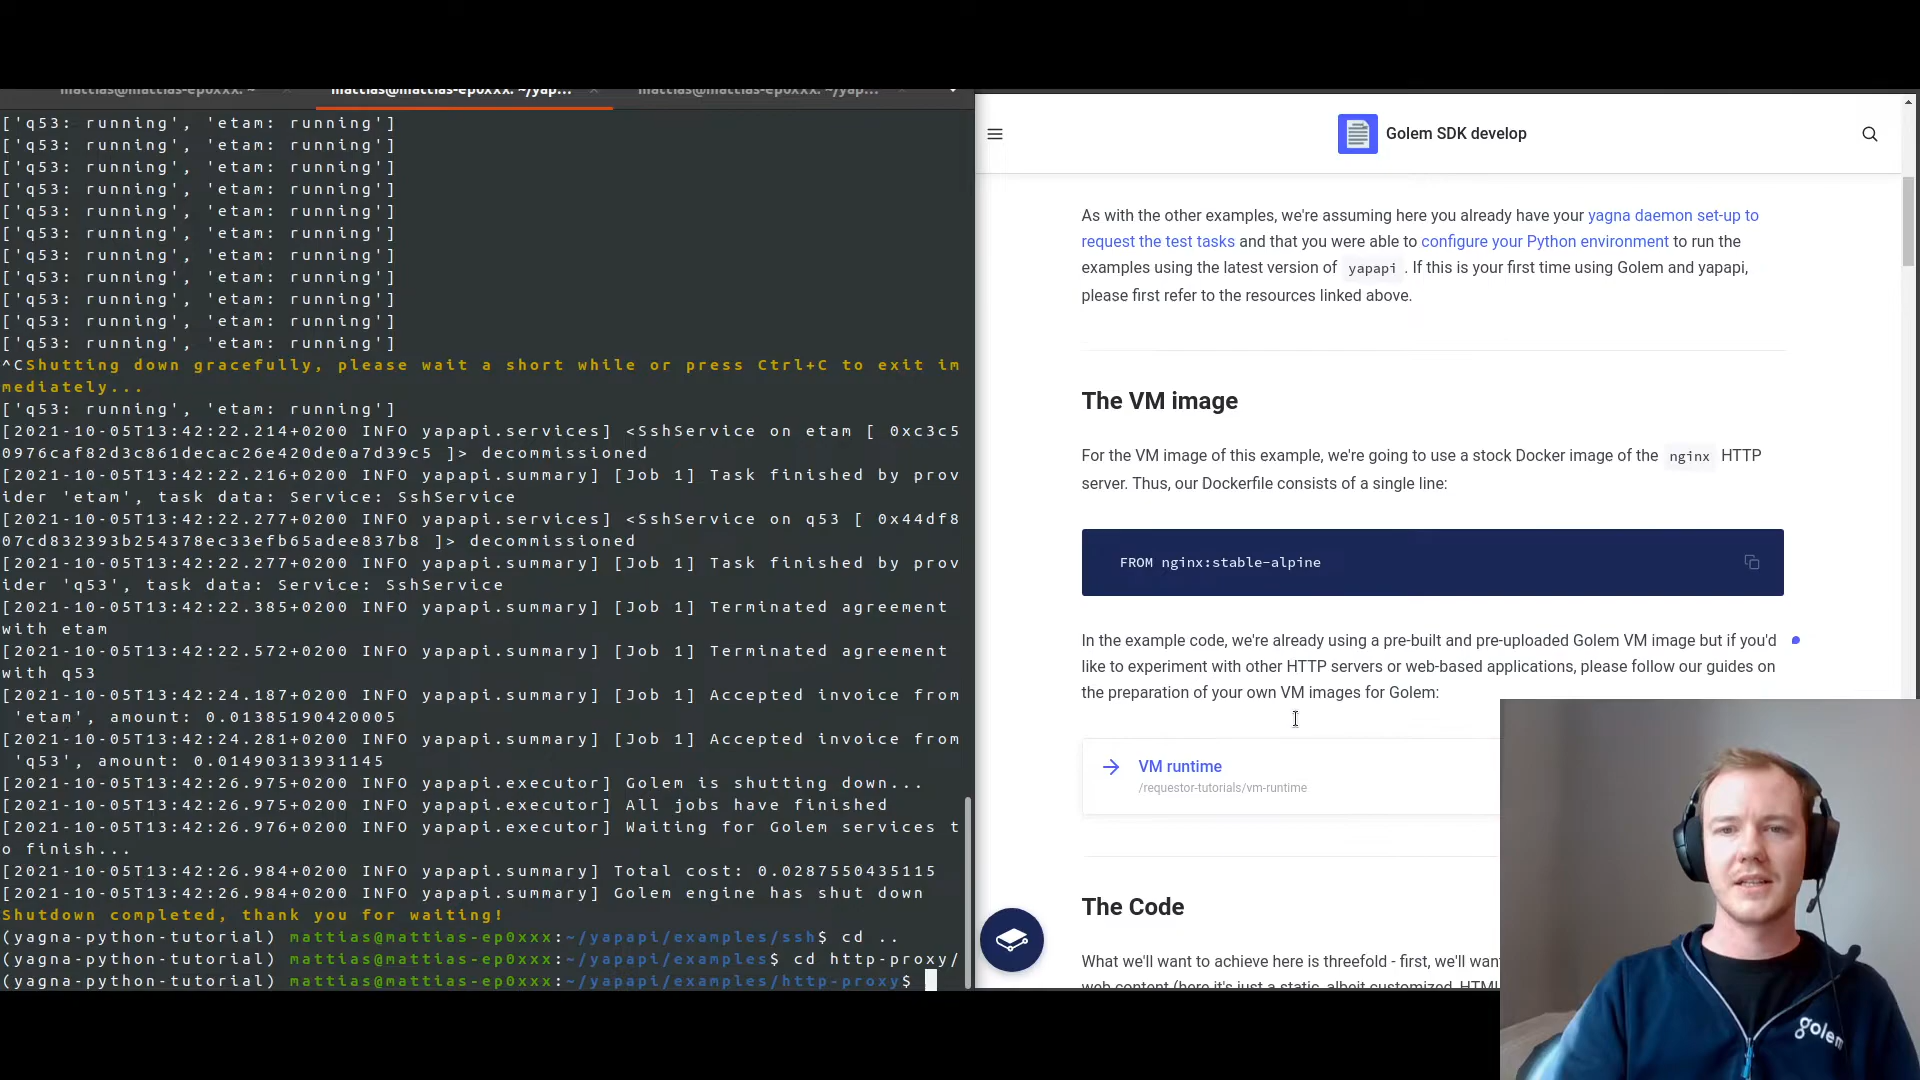 mattias@mattias-ep0xxx: ~
mattias@mattias-ep0xxx: ~/yap...
mattias@mattias-ep0xxx: ~/yap...
['q53: running', 'etam: running']
['q53: running', 'etam: running']
['q53: running', 'etam: running']
['q53: running', 'etam: running']
['q53: running', 'etam: running']
['q53: running', 'etam: running']
['q53: running', 'etam: running']
['q53: running', 'etam: running']
['q53: running', 'etam: running']
['q53: running', 'etam: running']
['q53: running', 'etam: running']
^CShutting down gracefully, please wait a short while or press Ctrl+C to exit im
mediately...
['q53: running', 'etam: running']
[2021-10-05T13:42:22.214+0200 INFO yapapi.services] <SshService on etam [ 0xc3c5
0976caf82d3c861decac26e420de0a7d39c5 ]> decommissioned
[2021-10-05T13:42:22.216+0200 INFO yapapi.summary] [Job 1] Task finished by prov
ider 'etam', task data: Service: SshService
[2021-10-05T13:42:22.277+0200 INFO yapapi.services] <SshService on q53 [ 0x44df8
07cd832393b254378ec33efb65adee837b8 ]> decommissioned
[2021-10-05T13:42:22.277+0200 INFO yapapi.summary] [Job 1] Task finished by prov
ider 'q53', task data: Service: SshService
[2021-10-05T13:42:22.385+0200 INFO yapapi.summary] [Job 1] Terminated agreement
with etam
[2021-10-05T13:42:22.572+0200 INFO yapapi.summary] [Job 1] Terminated agreement
with q53
[2021-10-05T13:42:24.187+0200 INFO yapapi.summary] [Job 1] Accepted invoice from
'etam', amount: 0.01385190420005
[2021-10-05T13:42:24.281+0200 INFO yapapi.summary] [Job 1] Accepted invoice from
'q53', amount: 0.01490313931145
[2021-10-05T13:42:26.975+0200 INFO yapapi.executor] Golem is shutting down...
[2021-10-05T13:42:26.975+0200 INFO yapapi.executor] All jobs have finished
[2021-10-05T13:42:26.976+0200 INFO yapapi.executor] Waiting for Golem services t
o finish...
[2021-10-05T13:42:26.984+0200 INFO yapapi.summary] Total cost: 0.0287550435115
[2021-10-05T13:42:26.984+0200 INFO yapapi.summary] Golem engine has shut down
Shutdown completed, thank you for waiting!
(yagna-python-tutorial) mattias@mattias-ep0xxx:~/yapapi/examples/ssh$ cd ..
(yagna-python-tutorial) mattias@mattias-ep0xxx:~/yapapi/examples$ cd http-proxy/
(yagna-python-tutorial) mattias@mattias-ep0xxx:~/yapapi/examples/http-proxy$
Golem SDK develop
As with the other examples, we're assuming here you already have your yagna daemon set-up to
request the test tasks and that you were able to configure your Python environment to run the
examples using the latest version of yapapi . If this is your first time using Golem and yapapi,
please first refer to the resources linked above.
The VM image
For the VM image of this example, we're going to use a stock Docker image of the nginx HTTP
server. Thus, our Dockerfile consists of a single line:
FROM nginx:stable-alpine
In the example code, we're already using a pre-built and pre-uploaded Golem VM image but if you'd
like to experiment with other HTTP servers or web-based applications, please follow our guides on
the preparation of your own VM images for Golem:
VM runtime
/requestor-tutorials/vm-runtime
The Code
What we'll want to achieve here is threefold - first, we'll want
web content (here it's just a static, albeit customized, HTML
golem